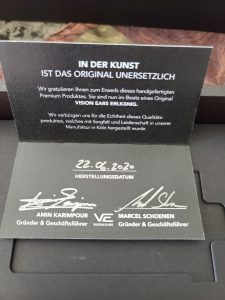 IN DER KUNST
IST DAS ORIGINAL UNERSETZLICH
Wir gratulieren Ihnen zum Erwerb dieses handgefertigten
Premium Produktes. Sie sind nun im Besitz eines Original
VISION EARS ERLKÖNIG.
Wir verbürgen uns für die Echtheit dieses Qualitäts-
produktes, welches mit Sorgfalt und Leidenschaft in unserer
Manufaktur in Köln hergestellt wurde.
22.06.2020
HERSTELLUNGSDATUM
AMIN KARIMPOUR
Gründer & Geschäftsführer
VE
VISION EARS
MARCEL SCHOENEN
Gründer & Geschäftsführer